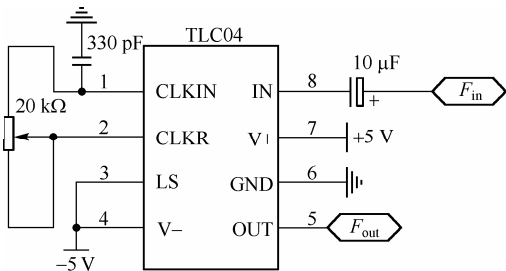 TLC04
330 pF
20 kΩ
1
CLKIN
2
CLKR
3
LS
4
V−
−5 V
IN
8
10 μF
+
F_in
V+
7
+5 V
GND
6
OUT
5
F_out